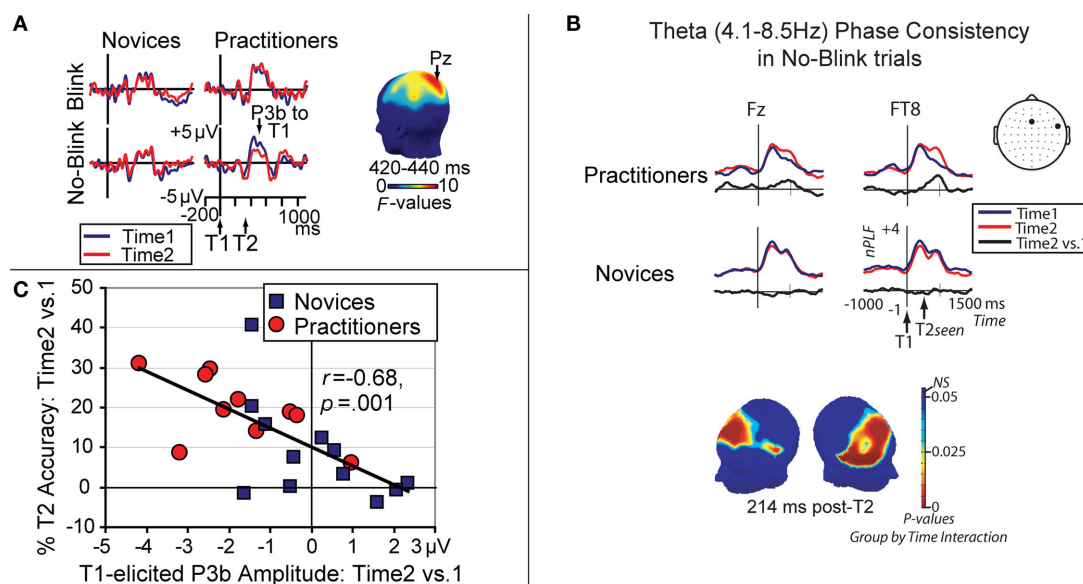 A
Novices Practitioners
Blink
No-Blink
Pz
P3b to
T1
+5 µV
-5 µV
-200
1000
ms
T1 T2
420-440 ms
0 10
F-values
Time1
Time2
B
Theta (4.1-8.5Hz) Phase Consistency
in No-Blink trials
Fz FT8
Practitioners
Novices
Time1
Time2
Time2 vs.1
nPLF
+4
-1
-1000 1500 ms
Time
T1
T2seen
NS
0.05
0.025
0
214 ms post-T2
P-values
Group by Time Interaction
C
% T2 Accuracy: Time2 vs.1
50
40
30
20
10
0
-10
Novices
Practitioners
r=-0.68,
p=.001
-5 -4 -3 -2 -1 0 1 2 3 µV
T1-elicited P3b Amplitude: Time2 vs.1